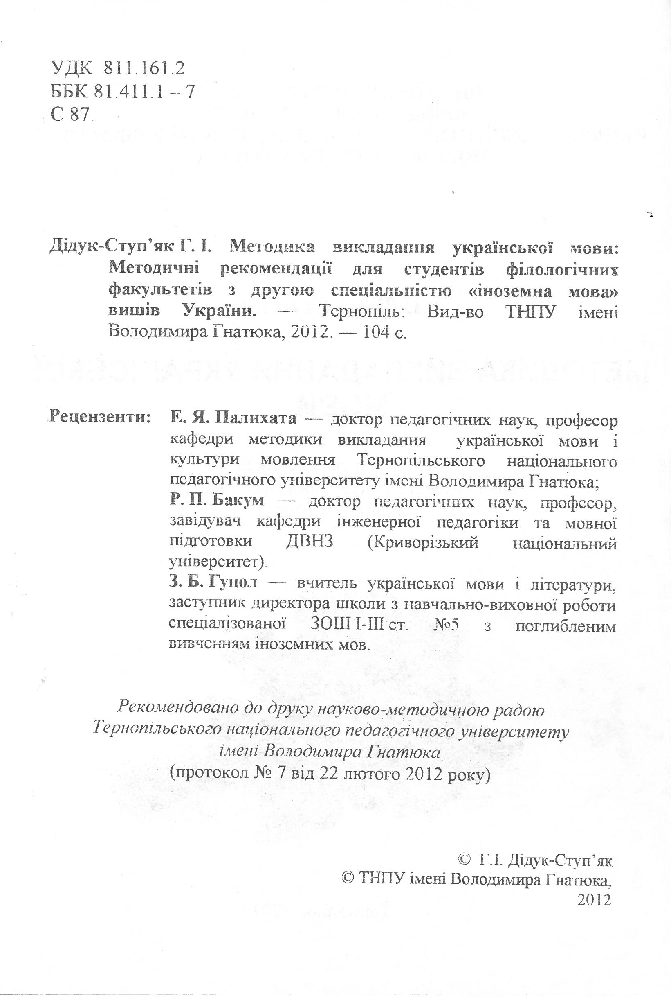 УДК 811.161.2
ББК 81.411.1 – 7
С 87
Дідук-Ступ’як Г. І. Методика викладання української мови:
Методичні рекомендації для студентів філологічних
факультетів з другою спеціальністю «іноземна мова»
вишів України. — Тернопіль: Вид-во ТНПУ імені
Володимира Гнатюка, 2012. — 104 с.
Рецензенти: Е. Я. Палихата — доктор педагогічних наук, професор
кафедри методики викладання української мови і
культури мовлення Тернопільського національного
педагогічного університету імені Володимира Гнатюка;
Р. П. Бакум — доктор педагогічних наук, професор,
завідувач кафедри інженерної педагогіки та мовної
підготовки ДВНЗ (Криворізький національний
університет).
З. Б. Гуцол — вчитель української мови і літератури,
заступник директора школи з навчально-виховної роботи
спеціалізованої ЗОШ І-ІІІ ст. №5 з поглибленим
вивченням іноземних мов.
Рекомендовано до друку науково-методичною радою
Тернопільського національного педагогічного університету
імені Володимира Гнатюка
(протокол № 7 від 22 лютого 2012 року)
© Г.І. Дідук-Ступ’як
© ТНПУ імені Володимира Гнатюка,
2012